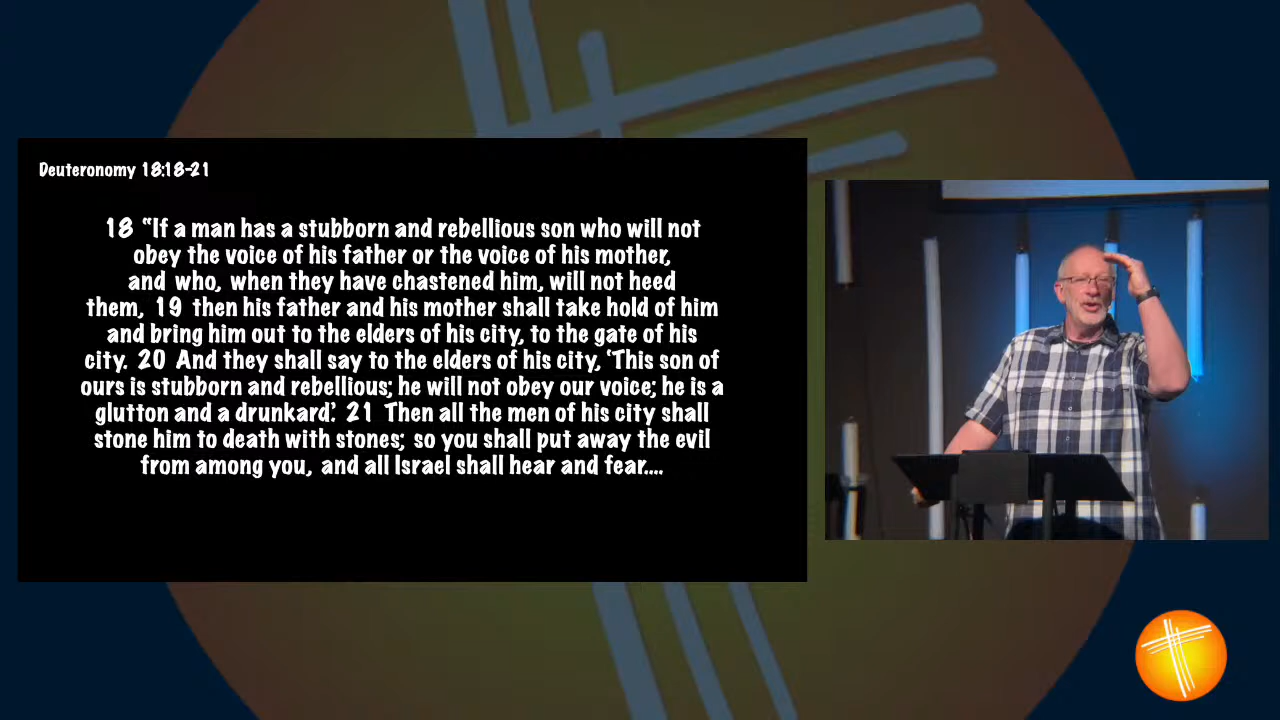 Deuteronomy 18:18-21
18 “If a man has a stubborn and rebellious son who will not
obey the voice of his father or the voice of his mother,
and who, when they have chastened him, will not heed
them, 19 then his father and his mother shall take hold of him
and bring him out to the elders of his city, to the gate of his
city. 20 And they shall say to the elders of his city, ‘This son of
ours is stubborn and rebellious; he will not obey our voice; he is a
glutton and a drunkard.’ 21 Then all the men of his city shall
stone him to death with stones; so you shall put away the evil
from among you, and all Israel shall hear and fear....